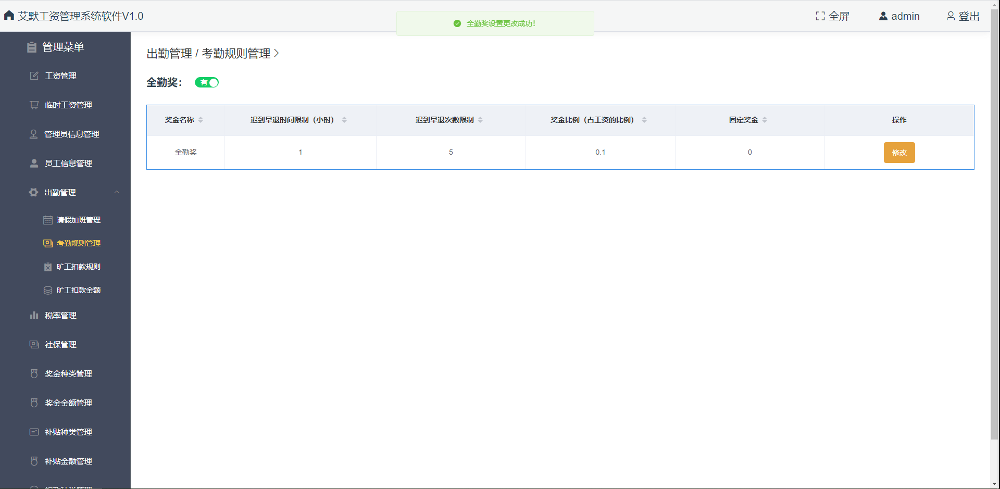 艾默工资管理系统软件V1.0
全勤奖设置更改成功!
全屏
admin
登出
管理菜单
工资管理
临时工资管理
管理员信息管理
员工信息管理
出勤管理
请假加班管理
考勤规则管理
旷工扣款规则
旷工扣款金额
税率管理
社保管理
奖金种类管理
奖金金额管理
补贴种类管理
补贴金额管理
出勤管理 / 考勤规则管理
全勤奖：
有
奖金名称 迟到早退时间限制（小时） 迟到早退次数限制 奖金比例（占工资的比例） 固定奖金 操作
全勤奖 1 5 0.1 0 修改